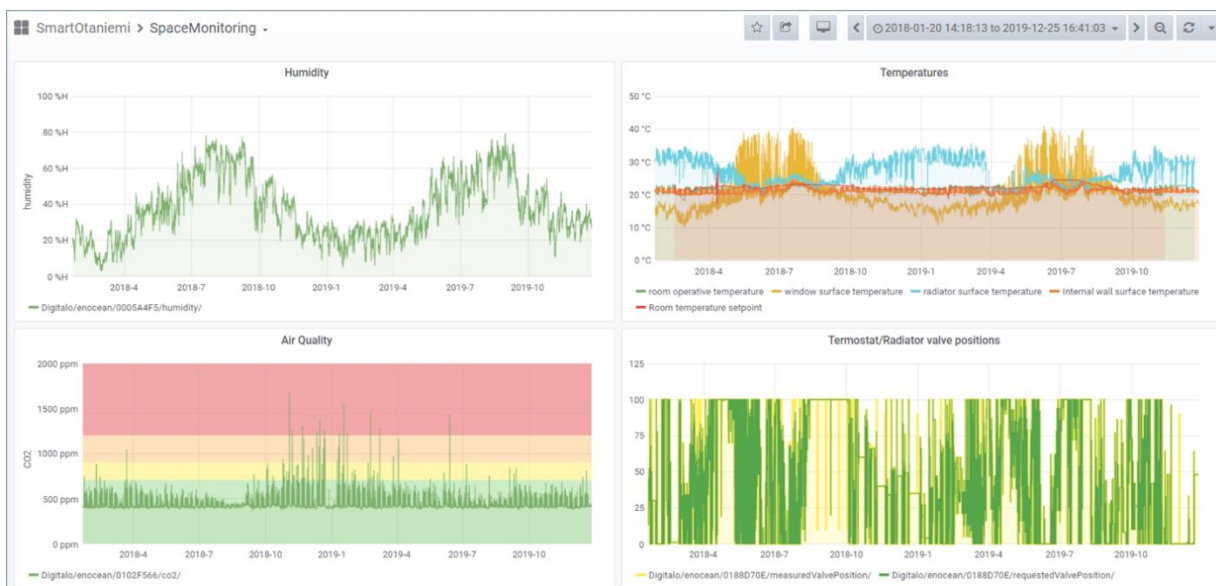 SmartOtaniemi > SpaceMonitoring
2018-01-20 14:18:13 to 2019-12-25 16:41:03
Humidity
100 %H
80 %H
60 %H
40 %H
20 %H
0 %H
humidity
2018-4 2018-7 2018-10 2019-1 2019-4 2019-7 2019-10
Digitalo/enocean/0005A4F5/humidity/
Temperatures
50 °C
40 °C
30 °C
20 °C
10 °C
0 °C
2018-4 2018-7 2018-10 2019-1 2019-4 2019-7 2019-10
room operative temperature window surface temperature radiator surface temperature Internal wall surface temperature
Room temperature setpoint
Air Quality
2000 ppm
1500 ppm
1000 ppm
500 ppm
0 ppm
CO2
2018-4 2018-7 2018-10 2019-1 2019-4 2019-7 2019-10
Digitalo/enocean/0102F566/co2/
Termostat/Radiator valve positions
125
100
75
50
25
0
2018-4 2018-7 2018-10 2019-1 2019-4 2019-7 2019-10
Digitalo/enocean/0188D70E/measuredValvePosition/ Digitalo/enocean/0188D70E/requestedValvePosition/